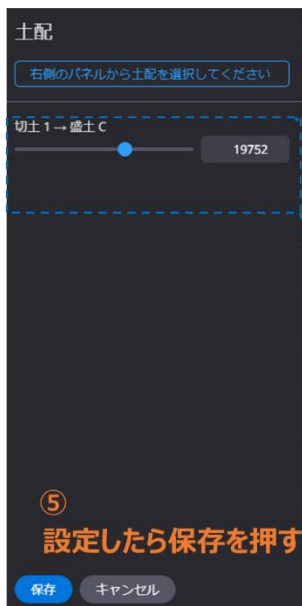 土配
右側のパネルから土配を選択してください
切土 1 → 盛土 C
19752
⑤
設定したら保存を押す
保存 キャンセル